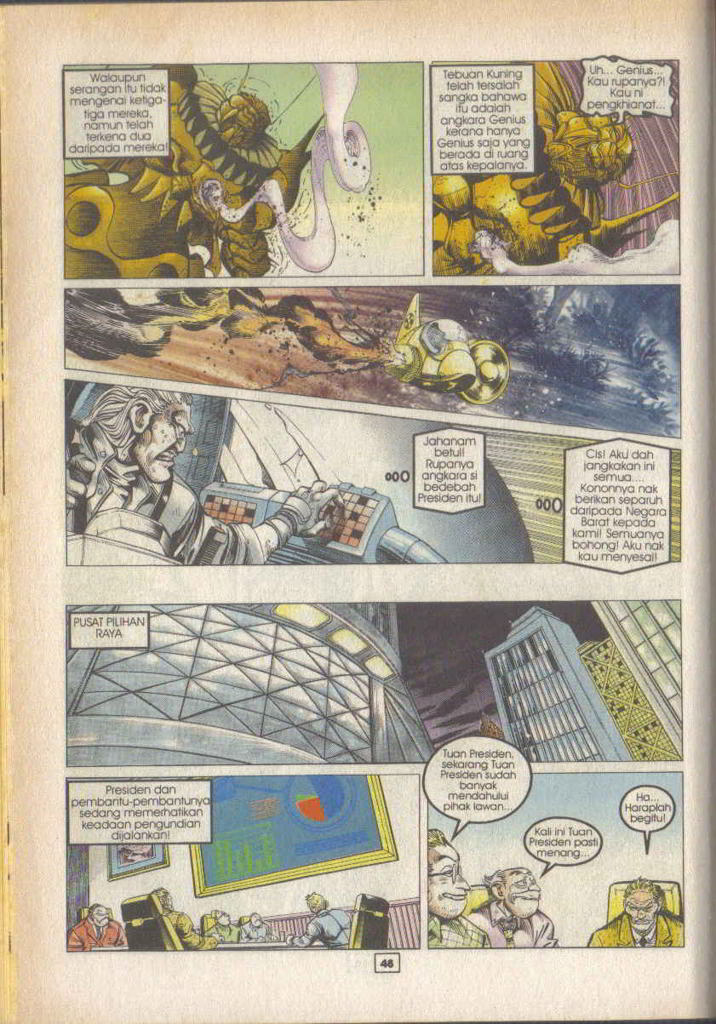 Walaupun
serangan itu tidak
mengenai ketiga-
tiga mereka,
namun telah
terkena dua
daripada mereka!
Tebuan Kuning
telah tersalah
sangka bahawa
itu adalah
angkara Genius
kerana hanya
Genius saja yang
berada di ruang
atas kepalanya.
Uh... Genius...
Kau rupanya?!
Kau ni
pengkhianat...
Jahanam
betul!
Rupanya
angkara si
bedebah
Presiden itu!
Cis! Aku dah
jangkakan ini
semua....
Kononnya nak
berikan separuh
daripada Negara
Barat kepada
kami! Semuanya
bohong! Aku nak
kau menyesal!
PUSAT PILIHAN
RAYA
Presiden dan
pembantu-pembantunya
sedang memerhatikan
keadaan pengundian
dijalankan!
Tuan Presiden,
sekarang Tuan
Presiden sudah
banyak
mendahului
pihak lawan...
Kali ini Tuan
Presiden pasti
menang...
Ha...
Haraplah
begitu!
46